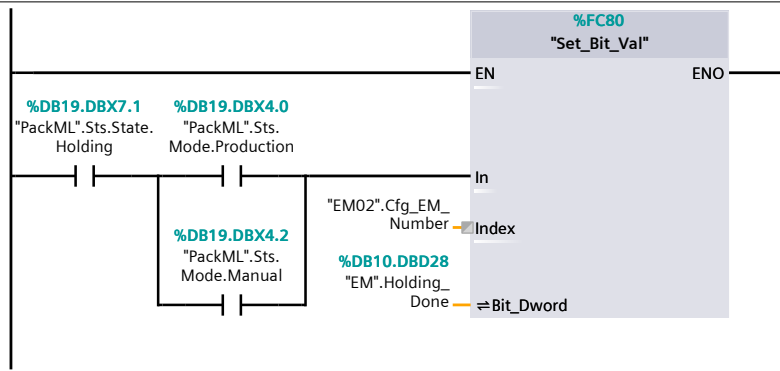 %FC80
"Set_Bit_Val"
EN
ENO
%DB19.DBX7.1
"PackML".Sts.State.
Holding
%DB19.DBX4.0
"PackML".Sts.
Mode.Production
In
"EM02".Cfg_EM_
Number
Index
%DB19.DBX4.2
"PackML".Sts.
Mode.Manual
%DB10.DBD28
"EM".Holding_
Done
⇌Bit_Dword